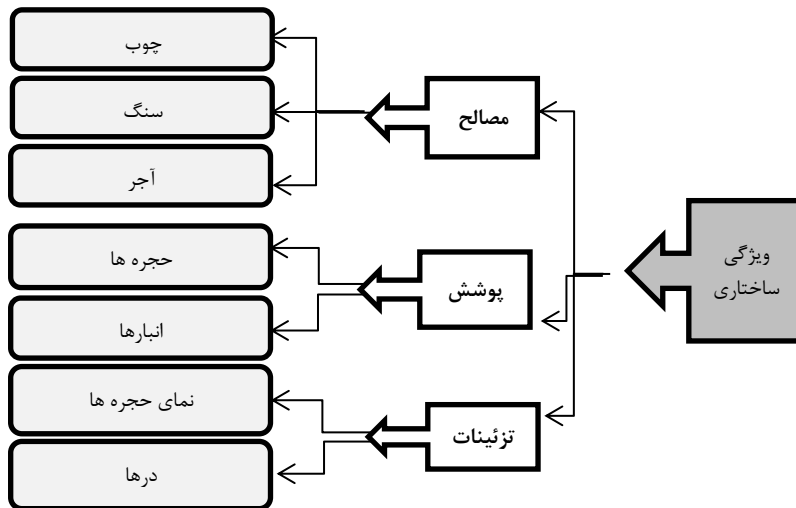 ویژگی
ساختاری
مصالح
چوب
سنگ
آجر
پوشش
حجره ها
انبارها
تزئینات
نمای حجره ها
درها